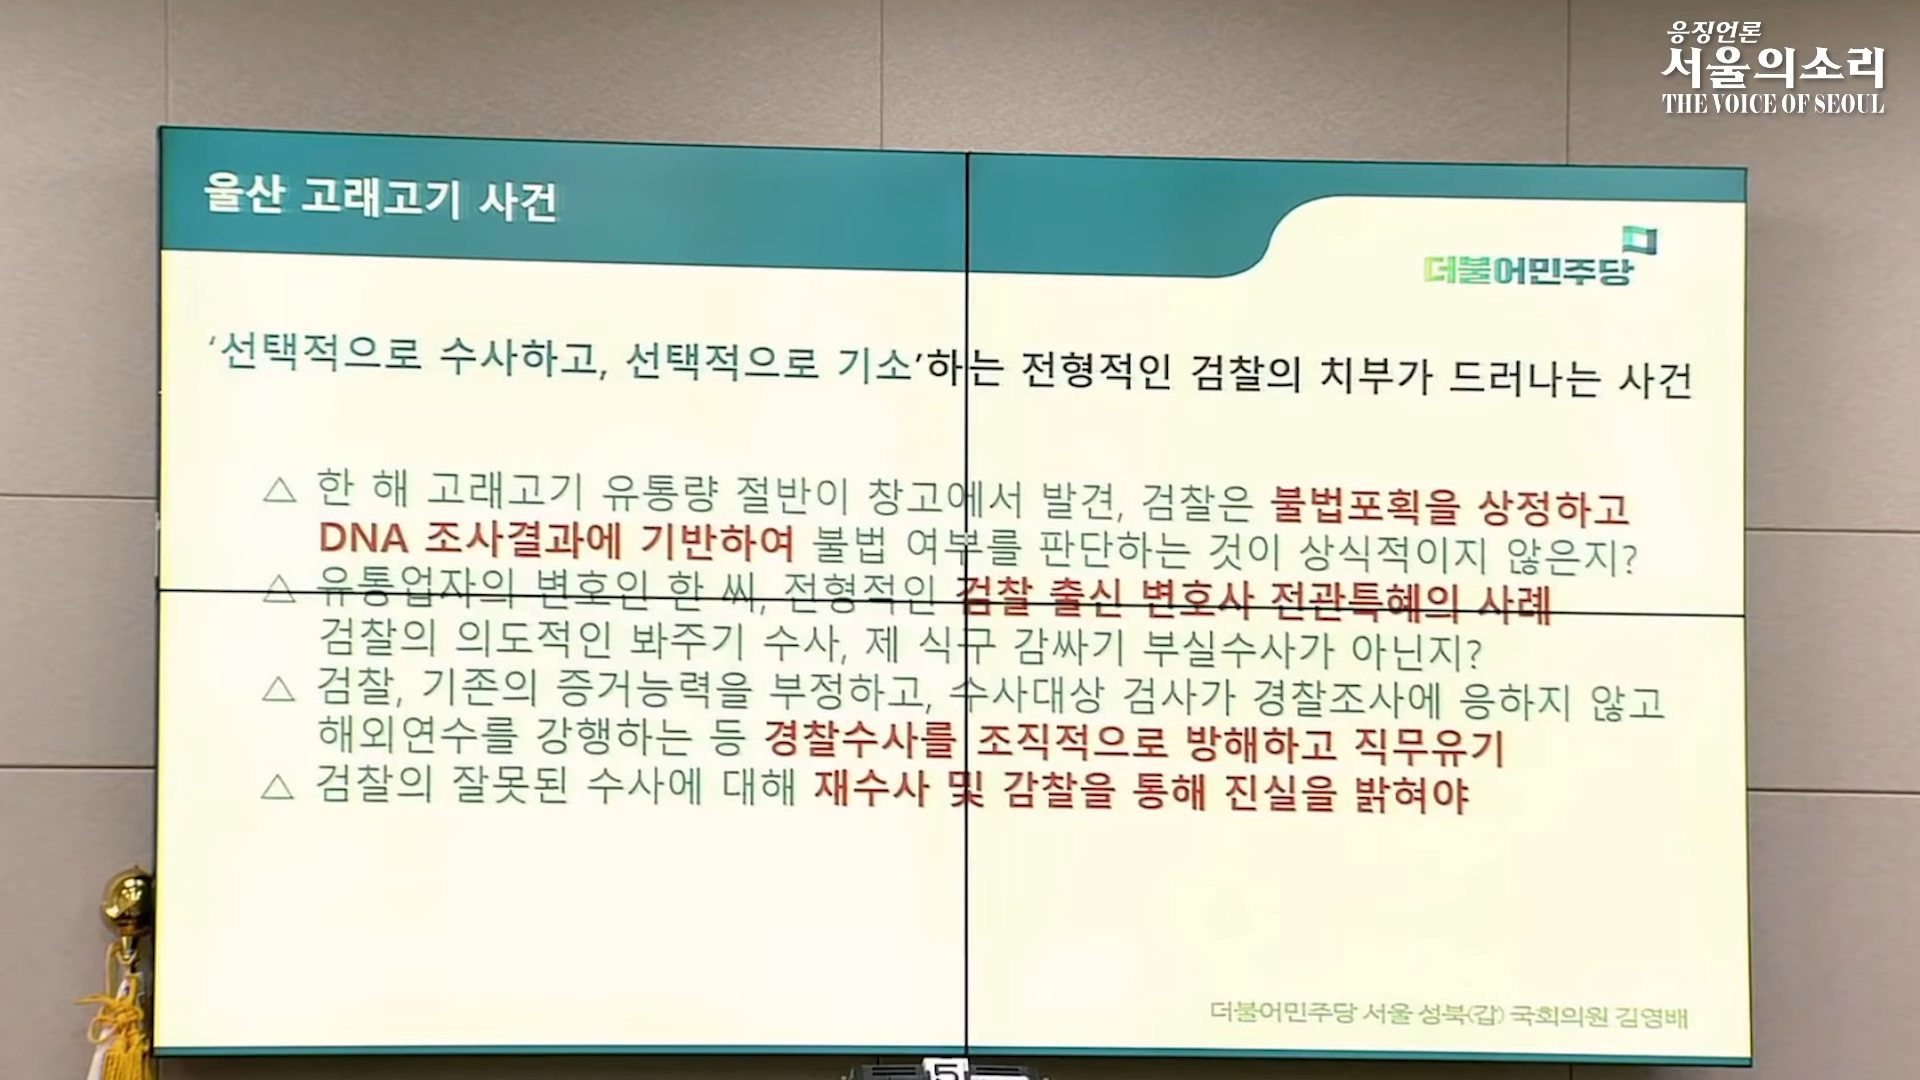 응징언론
서울의소리
THE VOICE OF SEOUL
울산 고래고기 사건
더불어민주당
‘선택적으로 수사하고, 선택적으로 기소’하는 전형적인 검찰의 치부가 드러나는 사건
△ 한 해 고래고기 유통량 절반이 창고에서 발견, 검찰은 불법포획을 상정하고
DNA 조사결과에 기반하여 불법 여부를 판단하는 것이 상식적이지 않은지?
△ 유통업자의 변호인 한 씨, 전형적인 검찰 출신 변호사 전관특혜의 사례
검찰의 의도적인 봐주기 수사, 제 식구 감싸기 부실수사가 아닌지?
△ 검찰, 기존의 증거능력을 부정하고, 수사대상 검사가 경찰조사에 응하지 않고
해외연수를 강행하는 등 경찰수사를 조직적으로 방해하고 직무유기
△ 검찰의 잘못된 수사에 대해 재수사 및 감찰을 통해 진실을 밝혀야
더불어민주당 서울 성북(갑) 국회의원 김영배
5